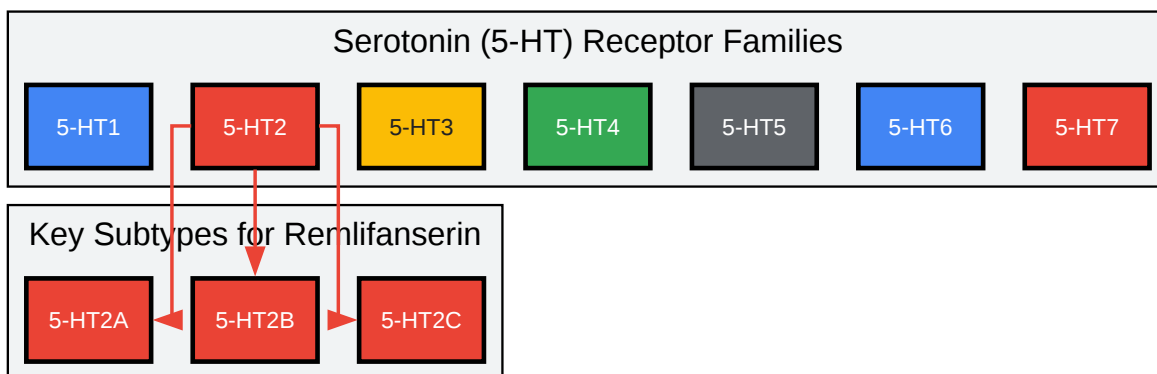 Serotonin (5-HT) Receptor Families
5-HT1 5-HT2 5-HT3 5-HT4 5-HT5 5-HT6 5-HT7
Key Subtypes for Remlifanserin
5-HT2A 5-HT2B 5-HT2C